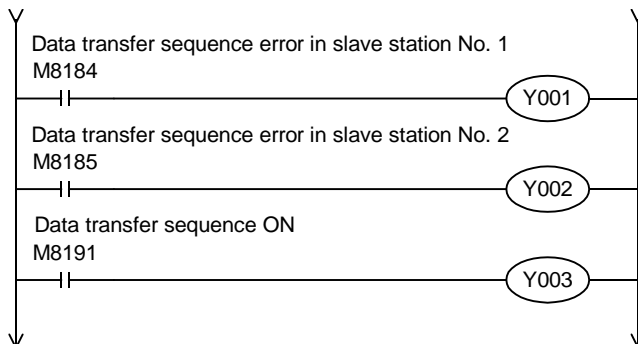 Data transfer sequence error in slave station No. 1
M8184
Y001
Data transfer sequence error in slave station No. 2
M8185
Y002
Data transfer sequence ON
M8191
Y003